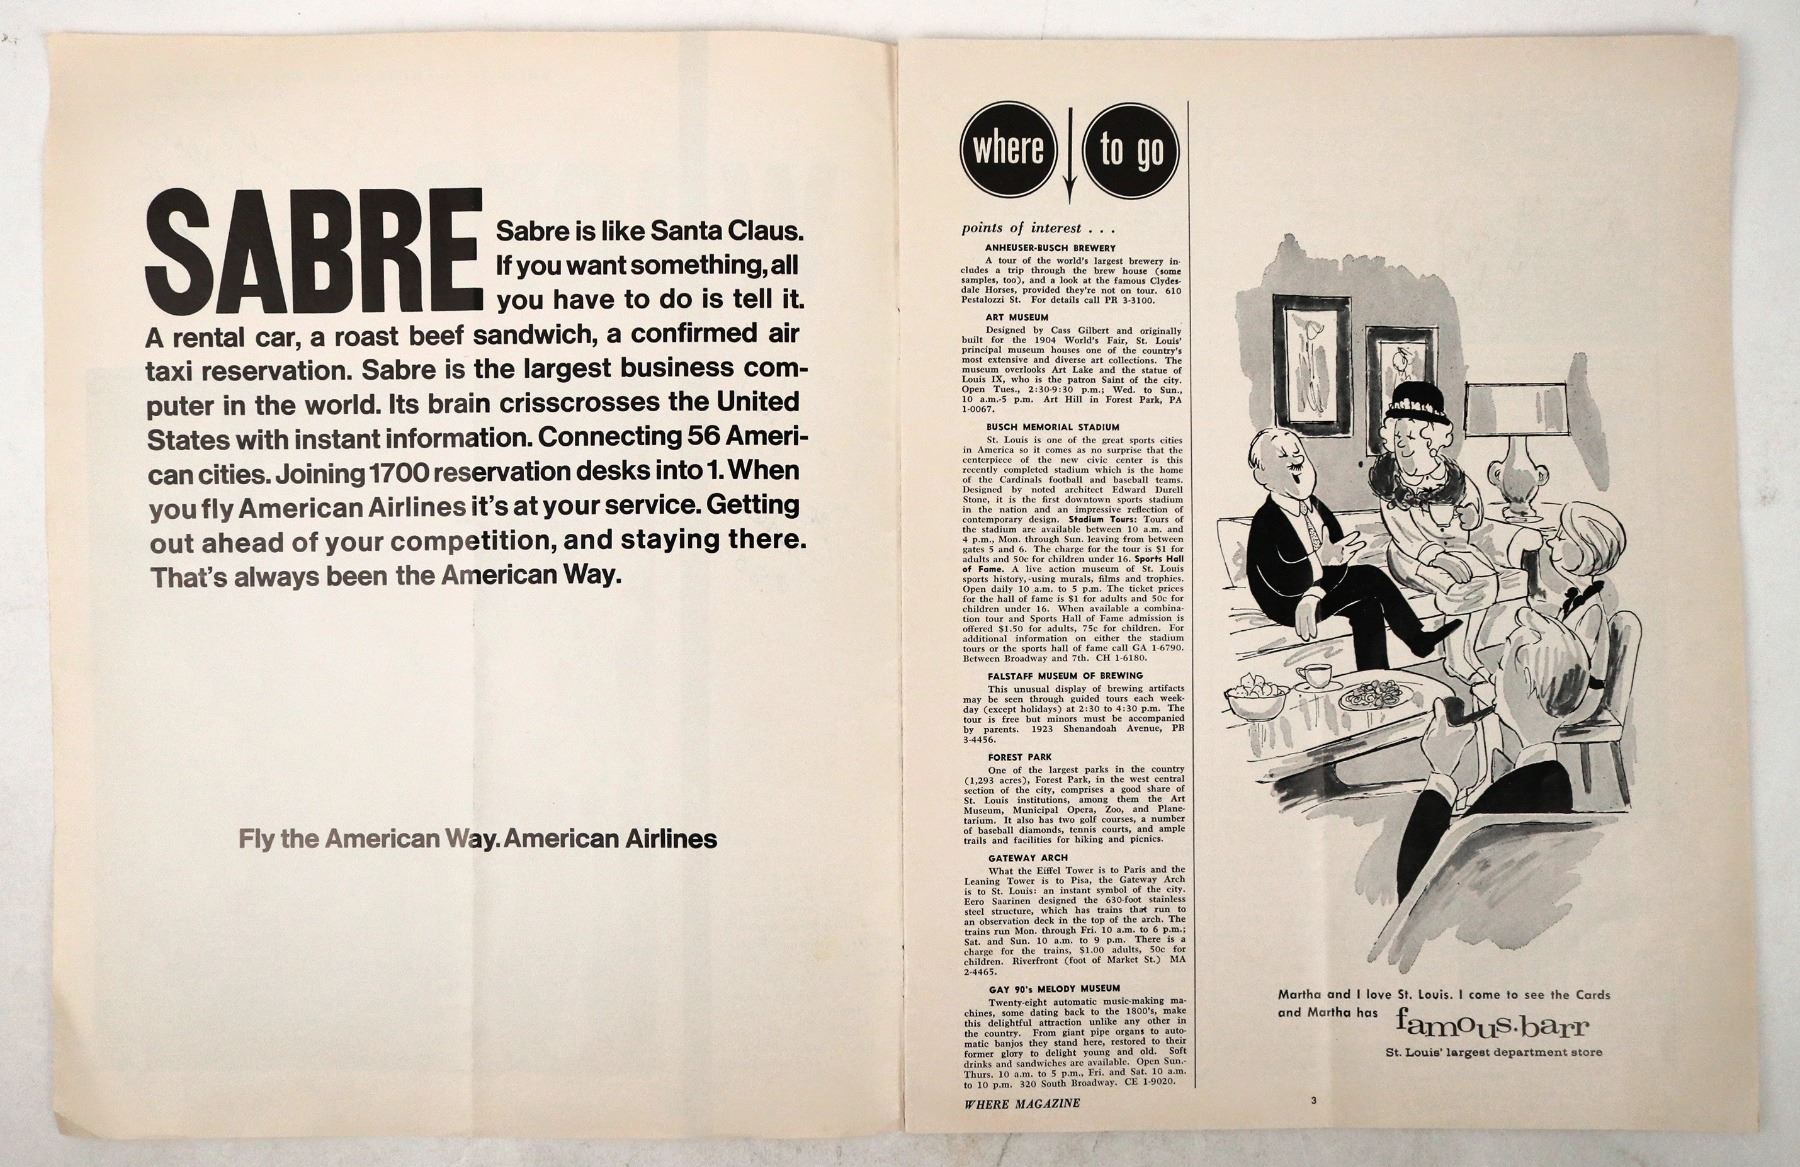 SABRE
Sabre is like Santa Claus.
If you want something, all
you have to do is tell it.
A rental car, a roast beef sandwich, a confirmed air
taxi reservation. Sabre is the largest business com-
puter in the world. Its brain crisscrosses the United
States with instant information. Connecting 56 Ameri-
can cities. Joining 1700 reservation desks into 1. When
you fly American Airlines it's at your service. Getting
out ahead of your competition, and staying there.
That's always been the American Way.
Fly the American Way. American Airlines
where to go
points of interest . . .
ANHEUSER-BUSCH BREWERY
A tour of the world's largest brewery in-
cludes a trip through the brew house (some
samples, too), and a look at the famous Clydes-
dale Horses, provided they're not on tour. 610
Pestalozzi St. For details call PR 3-3100.
ART MUSEUM
Designed by Cass Gilbert and originally
built for the 1904 World's Fair, St. Louis'
principal museum houses one of the country's
most extensive and diverse art collections. The
museum overlooks Art Lake and the statue of
Louis IX, who is the patron Saint of the city.
Open Tues., 2:30-9:30 p.m.; Wed. to Sun.,
10 a.m.-5 p.m. Art Hill in Forest Park, PA
1-0067.
BUSCH MEMORIAL STADIUM
St. Louis is one of the great sports cities
in America so it comes as no surprise that the
centerpiece of the new civic center is this
recently completed stadium which is the home
of the Cardinals football and baseball teams.
Designed by noted architect Edward Durell
Stone, it is the first downtown sports stadium
in the nation and an impressive reflection of
contemporary design. Stadium Tours: Tours of
the stadium are available between 10 a.m. and
4 p.m., Mon. through Sun. leaving from between
gates 5 and 6. The charge for the tour is $1 for
adults and 50c for children under 16. Sports Hall
of Fame. A live action museum of St. Louis
sports history, using murals, films and trophies.
Open daily 10 a.m. to 5 p.m. The ticket prices
for the hall of fame is $1 for adults and 50c for
children under 16. When available a combina-
tion tour and Sports Hall of Fame admission is
offered $1.50 for adults, 75c for children. For
additional information on either the stadium
tours or the sports hall of fame call GA 1-6790.
Between Broadway and 7th. CH 1-6180.
FALSTAFF MUSEUM OF BREWING
This unusual display of brewing artifacts
may be seen through guided tours each week-
day (except holidays) at 2:30 to 4:30 p.m. The
tour is free but minors must be accompanied
by parents. 1923 Shenandoah Avenue, PR
3-4456.
FOREST PARK
One of the largest parks in the country
(1,293 acres), Forest Park, in the west central
section of the city, comprises a good share of
St. Louis institutions, among them the Art
Museum, Municipal Opera, Zoo, and Plane-
tarium. It also has two golf courses, a number
of baseball diamonds, tennis courts, and ample
trails and facilities for hiking and picnics.
GATEWAY ARCH
What the Eiffel Tower is to Paris and the
Leaning Tower is to Pisa, the Gateway Arch
is to St. Louis: an instant symbol of the city.
Eero Saarinen designed the 630-foot stainless
steel structure, which has trains that run to
an observation deck in the top of the arch. The
trains run Mon. through Fri. 10 a.m. to 6 p.m.;
Sat. and Sun. 10 a.m. to 9 p.m. There is a
charge for the trains, $1.00 adults, 50c for
children. Riverfront (foot of Market St.) MA
2-4465.
GAY 90's MELODY MUSEUM
Twenty-eight automatic music-making ma-
chines, some dating back to the 1800's, make
this delightful attraction unlike any other in
the country. From giant pipe organs to auto-
matic banjos they stand here, restored to their
former glory to delight young and old. Soft
drinks and sandwiches are available. Open Sun.-
Thurs. 10 a.m. to 5 p.m., Fri. and Sat. 10 a.m.
to 10 p.m. 320 South Broadway. CE 1-9020.
WHERE MAGAZINE
Martha and I love St. Louis. I come to see the Cards
and Martha has famous-barr
St. Louis' largest department store
3